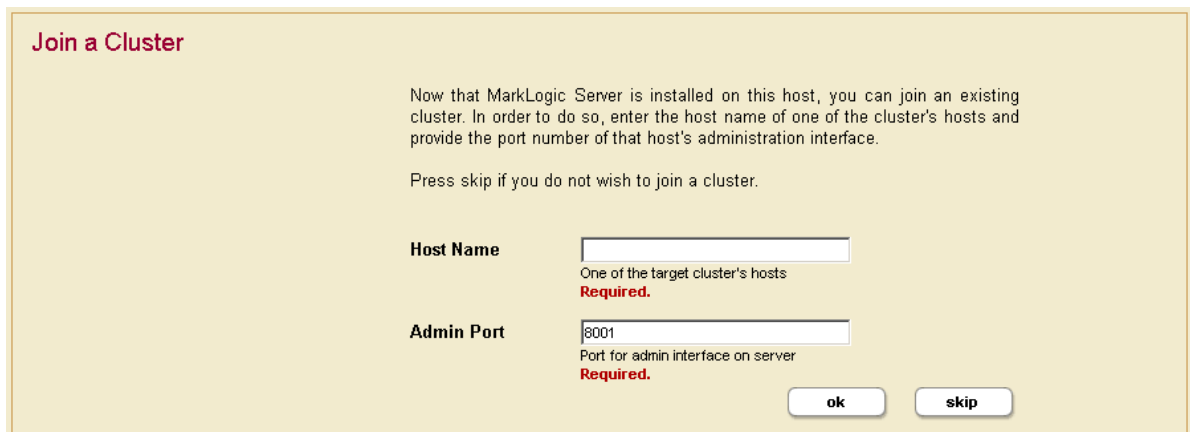 Join a Cluster
Now that MarkLogic Server is installed on this host, you can join an existing
cluster. In order to do so, enter the host name of one of the cluster's hosts and
provide the port number of that host's administration interface.
Press skip if you do not wish to join a cluster.
Host Name
One of the target cluster's hosts
Required.
Admin Port 8001
Port for admin interface on server
Required.
ok skip